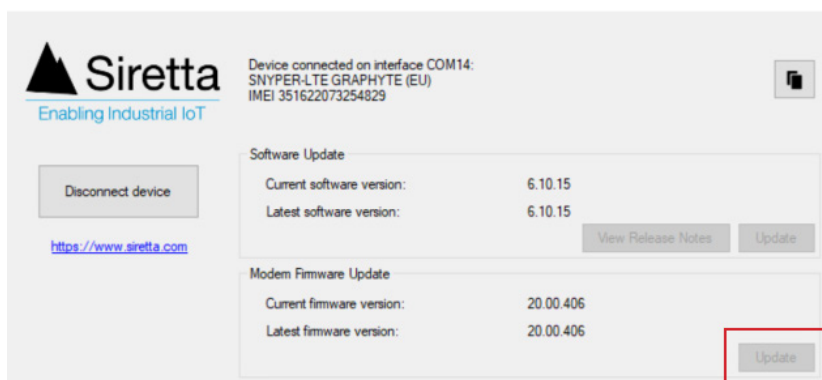 Siretta
Enabling Industrial IoT
Device connected on interface COM14:
SNYPER-LTE GRAPHYTE (EU)
IMEI 351622073254829
Disconnect device
https://www.siretta.com
Software Update
Current software version: 6.10.15
Latest software version: 6.10.15
View Release Notes Update
Modem Firmware Update
Current firmware version: 20.00.406
Latest firmware version: 20.00.406
Update